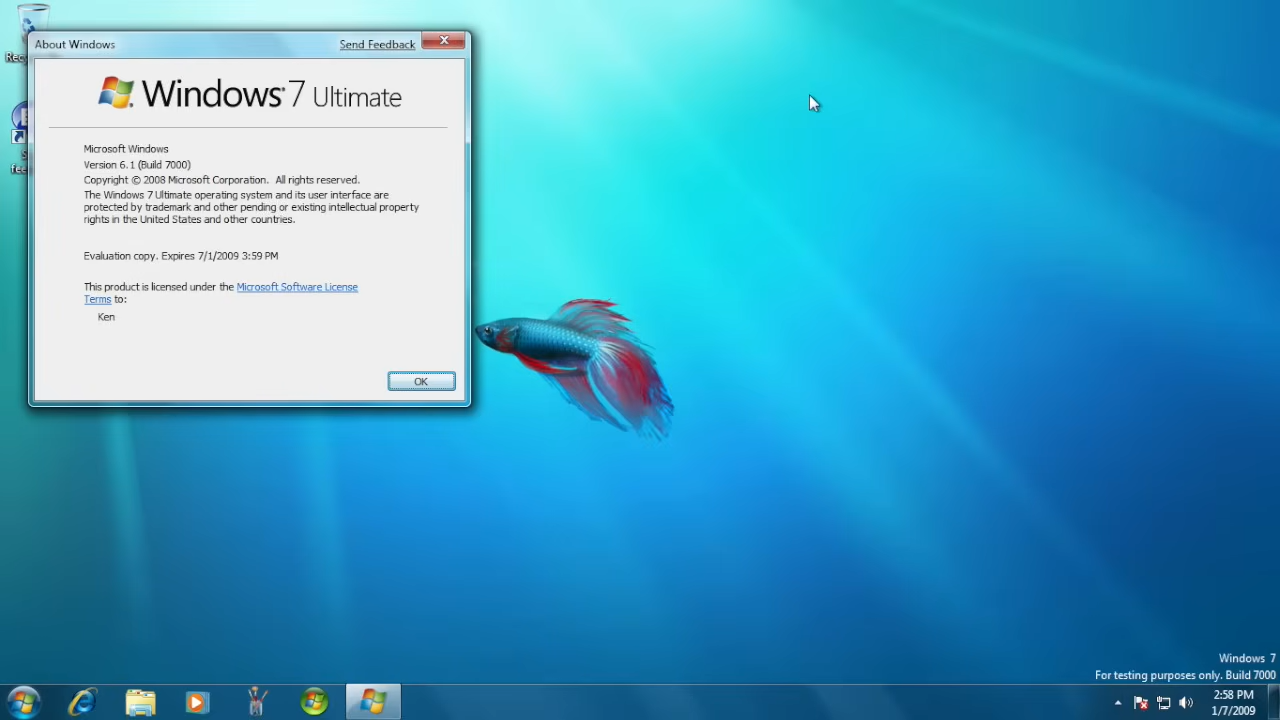 Rec
S
fee
About Windows
Send Feedback
Windows 7 Ultimate
Microsoft Windows
Version 6.1 (Build 7000)
Copyright © 2008 Microsoft Corporation. All rights reserved.
The Windows 7 Ultimate operating system and its user interface are
protected by trademark and other pending or existing intellectual property
rights in the United States and other countries.
Evaluation copy. Expires 7/1/2009 3:59 PM
This product is licensed under the Microsoft Software License
Terms to:
Ken
OK
Windows 7
For testing purposes only. Build 7000
2:58 PM
1/7/2009